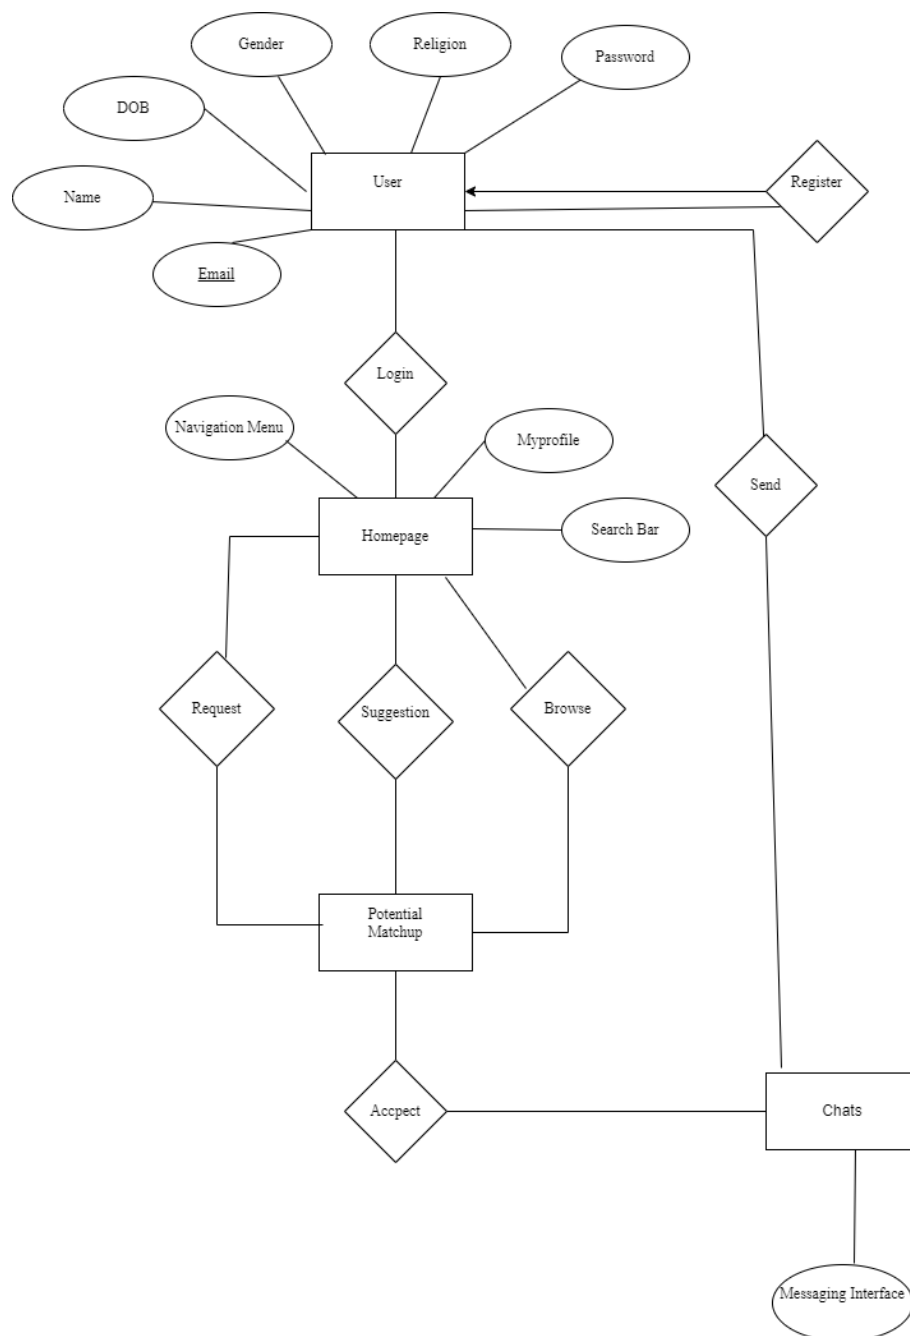 Gender
Religion
Password
DOB
User
Register
Name
Email
Login
Navigation Menu
Myprofile
Send
Search Bar
Homepage
Request
Suggestion
Browse
Potential
Matchup
Accpect
Chats
Messaging Interface